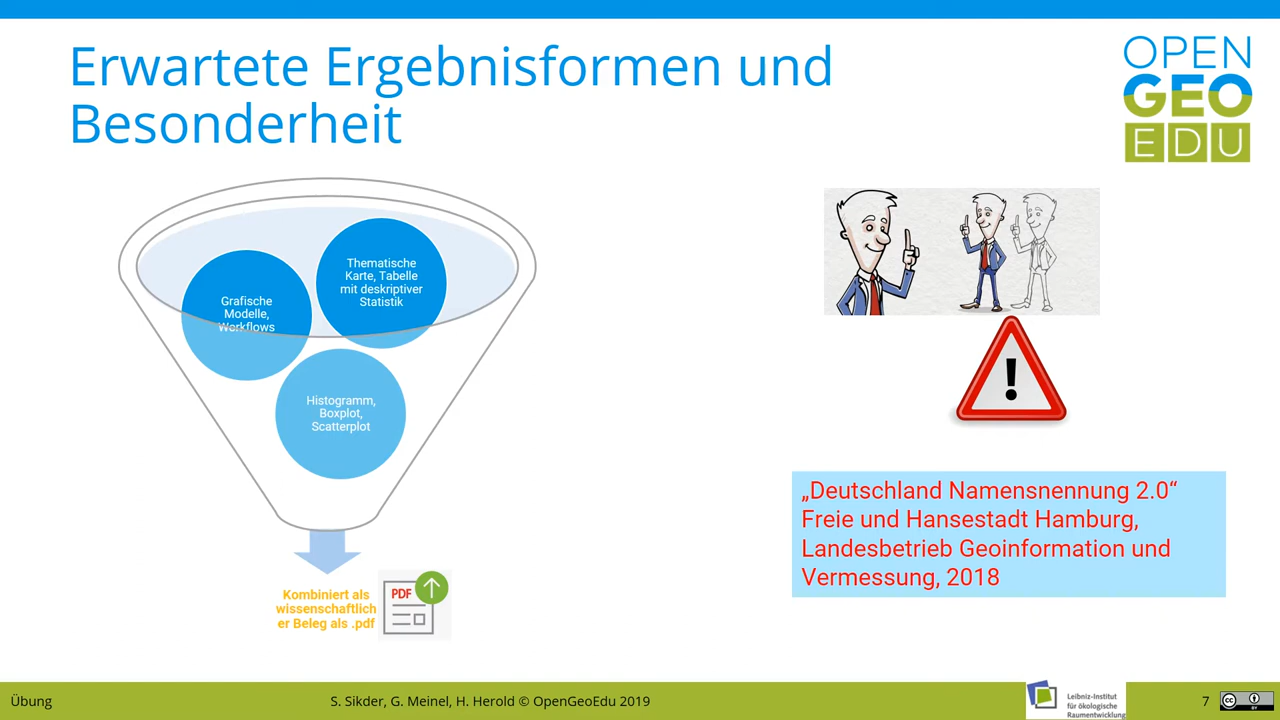 Erwartete Ergebnisformen und
Besonderheit
OPEN
GEO
EDU
Thematische
Karte, Tabelle
mit deskriptiver
Statistik
Grafische
Modelle,
Workflows
Histogramm,
Boxplot,
Scatterplot
Kombiniert als
wissenschaftlich
er Beleg als .pdf
PDF
!
„Deutschland Namensnennung 2.0“
Freie und Hansestadt Hamburg,
Landesbetrieb Geoinformation und
Vermessung, 2018
Übung
S. Sikder, G. Meinel, H. Herold © OpenGeoEdu 2019
Leibniz-Institut
für ökologische
Raumentwicklung
7
cc
BY